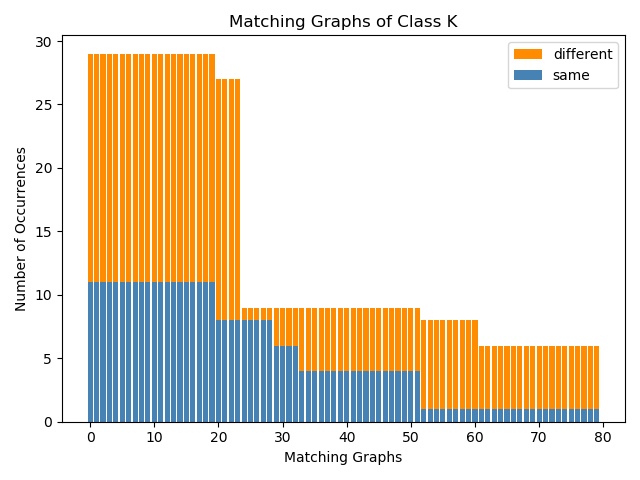 Matching Graphs of Class K
different
same
Number of Occurrences
30
25
20
15
10
5
0
0 10 20 30 40 50 60 70 80
Matching Graphs